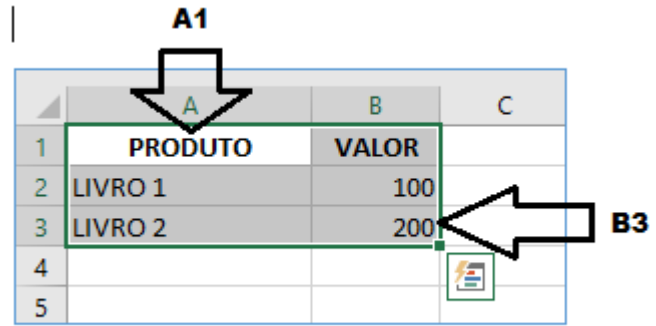 A1
A B C
1 PRODUTO VALOR
2 LIVRO 1 100
3 LIVRO 2 200 B3
4
5